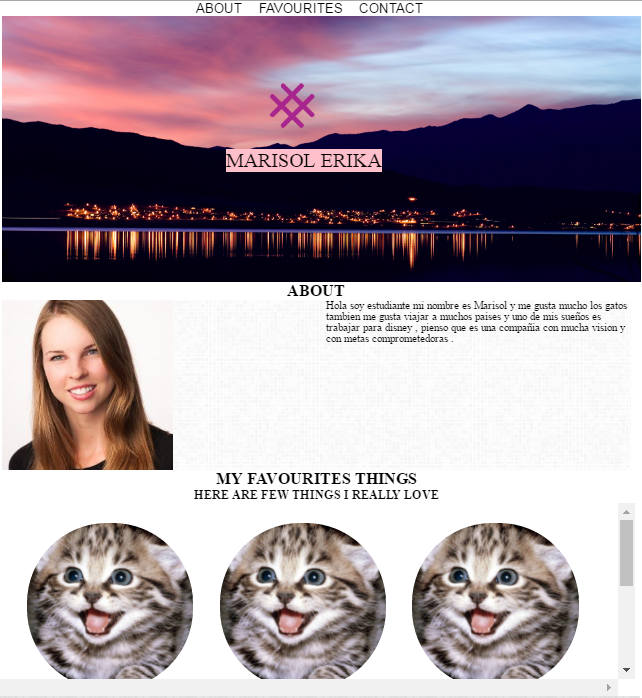 ABOUT FAVOURITES CONTACT
MARISOL ERIKA
ABOUT
Hola soy estudiante mi nombre es Marisol y me gusta mucho los gatos
tambien me gusta viajar a muchos paises y uno de mis sueños es
trabajar para disney , pienso que es una compañia con mucha vision y
con metas comprometedoras .
MY FAVOURITES THINGS
HERE ARE FEW THINGS I REALLY LOVE